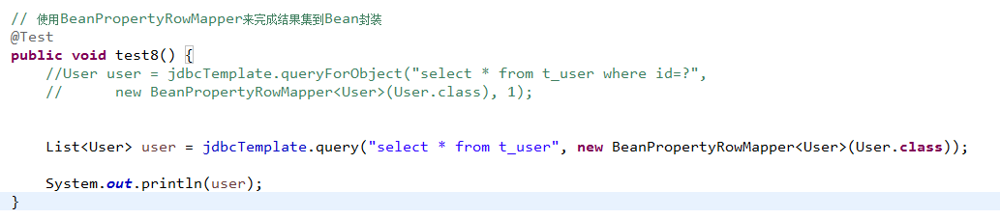 // 使用BeanPropertyRowMapper来完成结果集到Bean封装
@Test
public void test8() {
//User user = jdbcTemplate.queryForObject("select * from t_user where id=?",
//      new BeanPropertyRowMapper<User>(User.class), 1);
List<User> user = jdbcTemplate.query("select * from t_user", new BeanPropertyRowMapper<User>(User.class));
System.out.println(user);
}